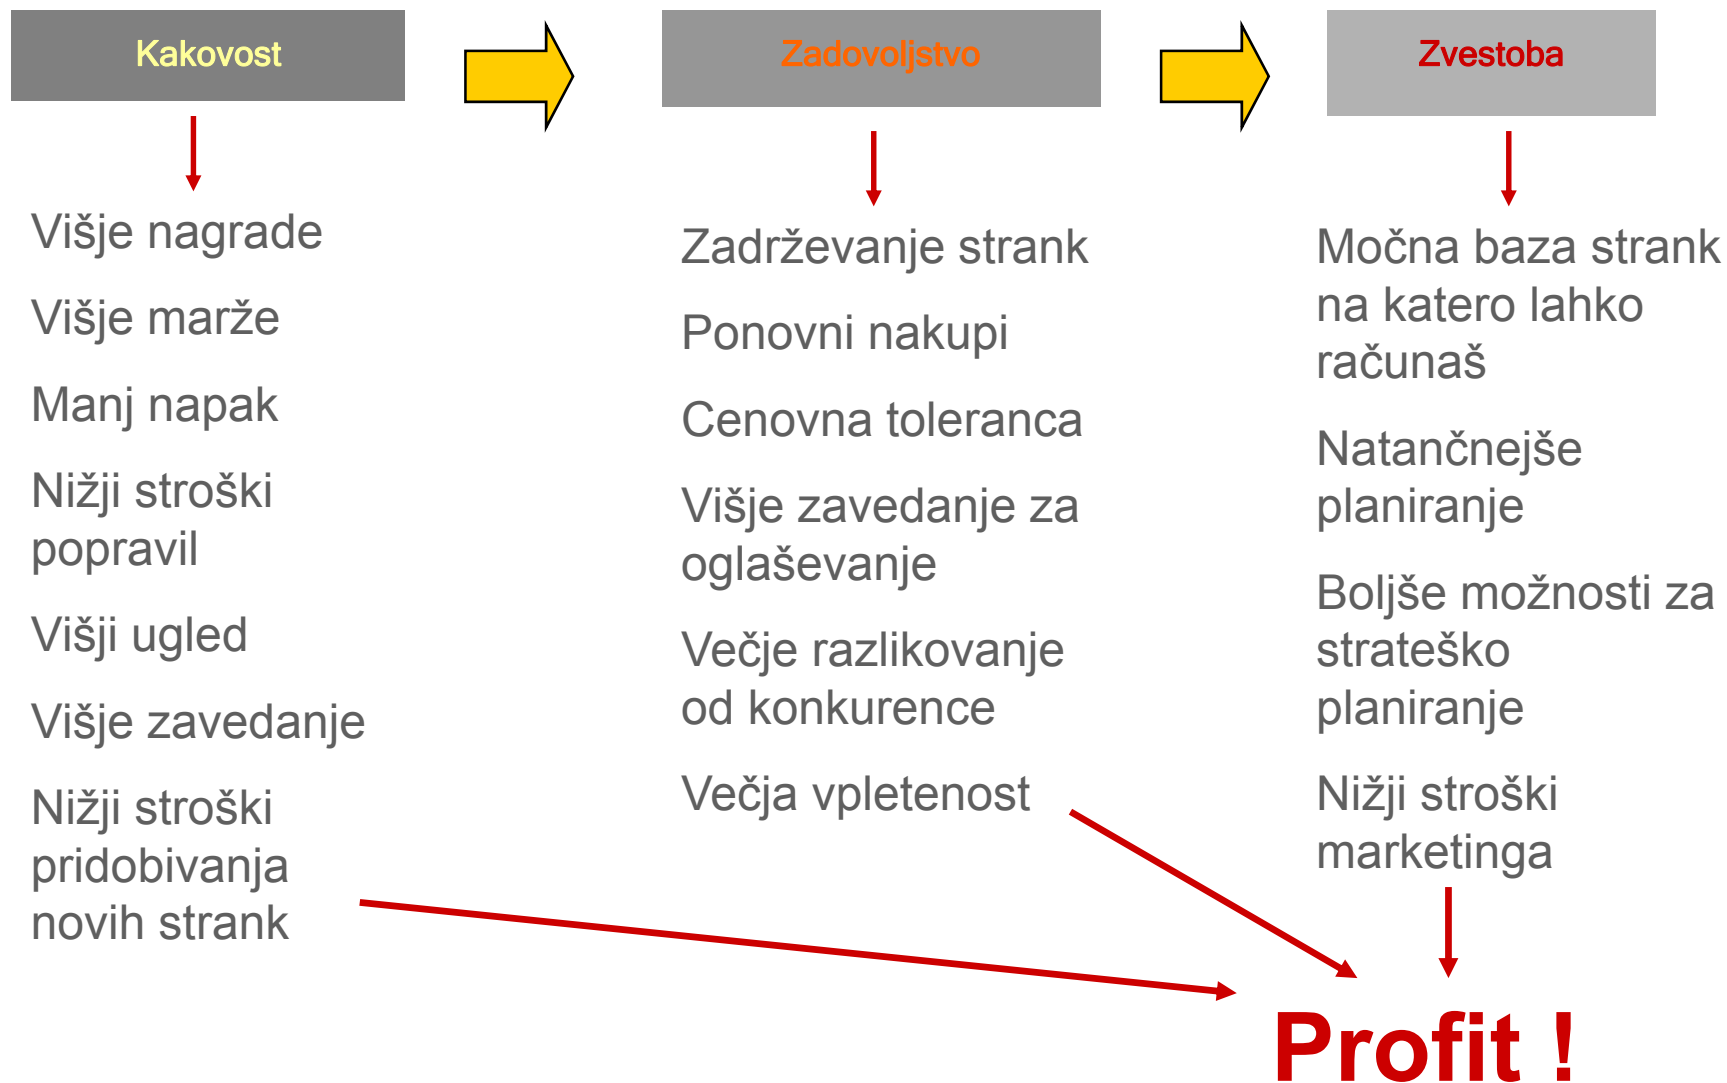 Kakovost
Zadovoljstvo
Zvestoba
Višje nagrade
Višje marže
Manj napak
Nižji stroški
popravil
Višji ugled
Višje zavedanje
Nižji stroški
pridobivanja
novih strank
Zadrževanje strank
Ponovni nakupi
Cenovna toleranca
Višje zavedanje za
oglaševanje
Večje razlikovanje
od konkurence
Večja vpletenost
Močna baza strank
na katero lahko
računaš
Natančnejše
planiranje
Boljše možnosti za
strateško
planiranje
Nižji stroški
marketinga
Profit !